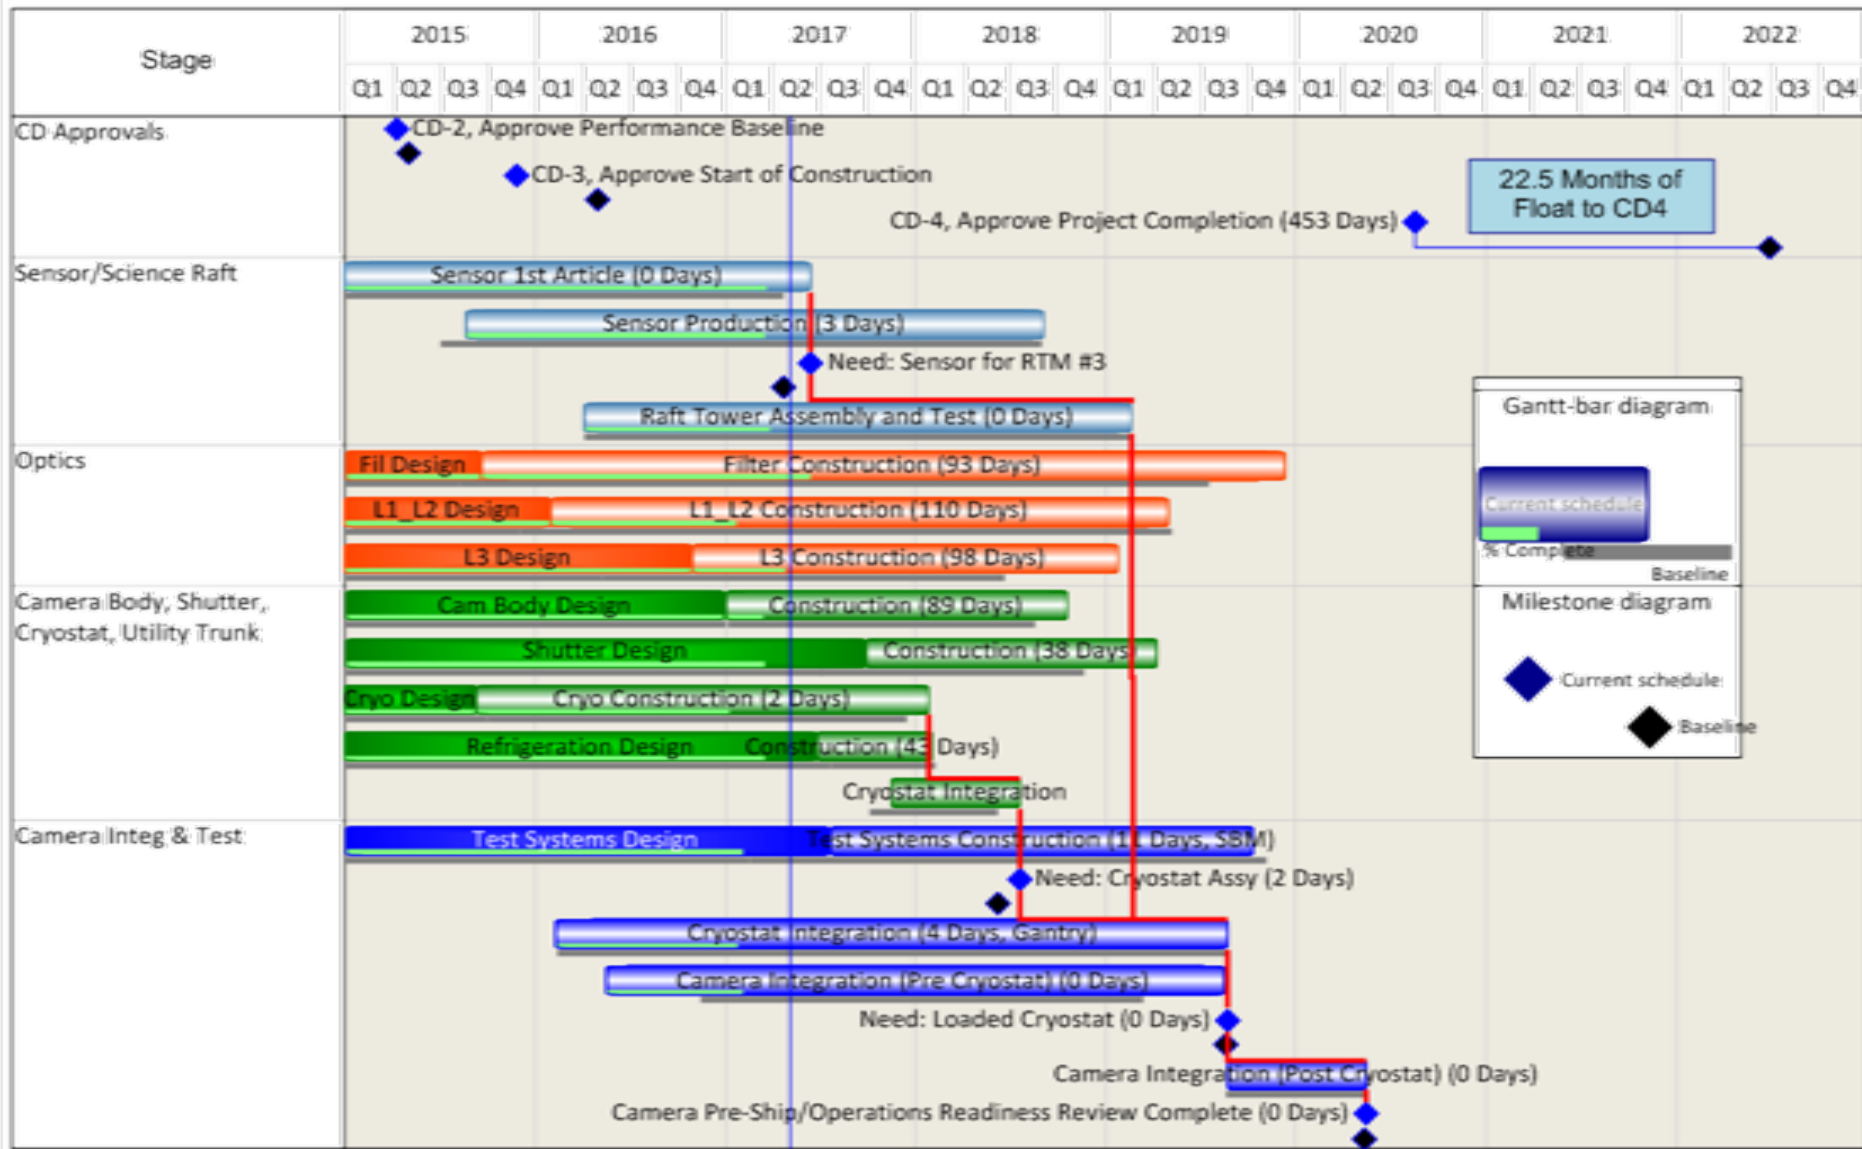 Stage
2015 2016 2017 2018 2019 2020 2021 2022
Q1 Q2 Q3 Q4 Q1 Q2 Q3 Q4 Q1 Q2 Q3 Q4 Q1 Q2 Q3 Q4 Q1 Q2 Q3 Q4 Q1 Q2 Q3 Q4 Q1 Q2 Q3 Q4 Q1 Q2 Q3 Q4
CD Approvals
CD-2, Approve Performance Baseline
CD-3, Approve Start of Construction
CD-4, Approve Project Completion (453 Days)
22.5 Months of
Float to CD4
Sensor/Science Raft
Sensor 1st Article (0 Days)
Sensor Production (3 Days)
Need: Sensor for RTM #3
Raft Tower Assembly and Test (0 Days)
Optics
Fil Design Filter Construction (93 Days)
L1_L2 Design L1_L2 Construction (110 Days)
L3 Design L3 Construction (98 Days)
Camera Body, Shutter,
Cryostat, Utility Trunk
Cam Body Design Construction (89 Days)
Shutter Design Construction (38 Days)
Cryo Design Cryo Construction (2 Days)
Refrigeration Design Construction (43 Days)
Cryostat Integration
Camera Integ & Test
Test Systems Design Test Systems Construction (11 Days, SBM)
Need: Cryostat Assy (2 Days)
Cryostat Integration (4 Days, Gantry)
Camera Integration (Pre Cryostat) (0 Days)
Need: Loaded Cryostat (0 Days)
Camera Integration (Post Cryostat) (0 Days)
Camera Pre-Ship/Operations Readiness Review Complete (0 Days)
Gantt-bar diagram
Current schedule
% Complete
Baseline
Milestone diagram
Current schedule
Baseline